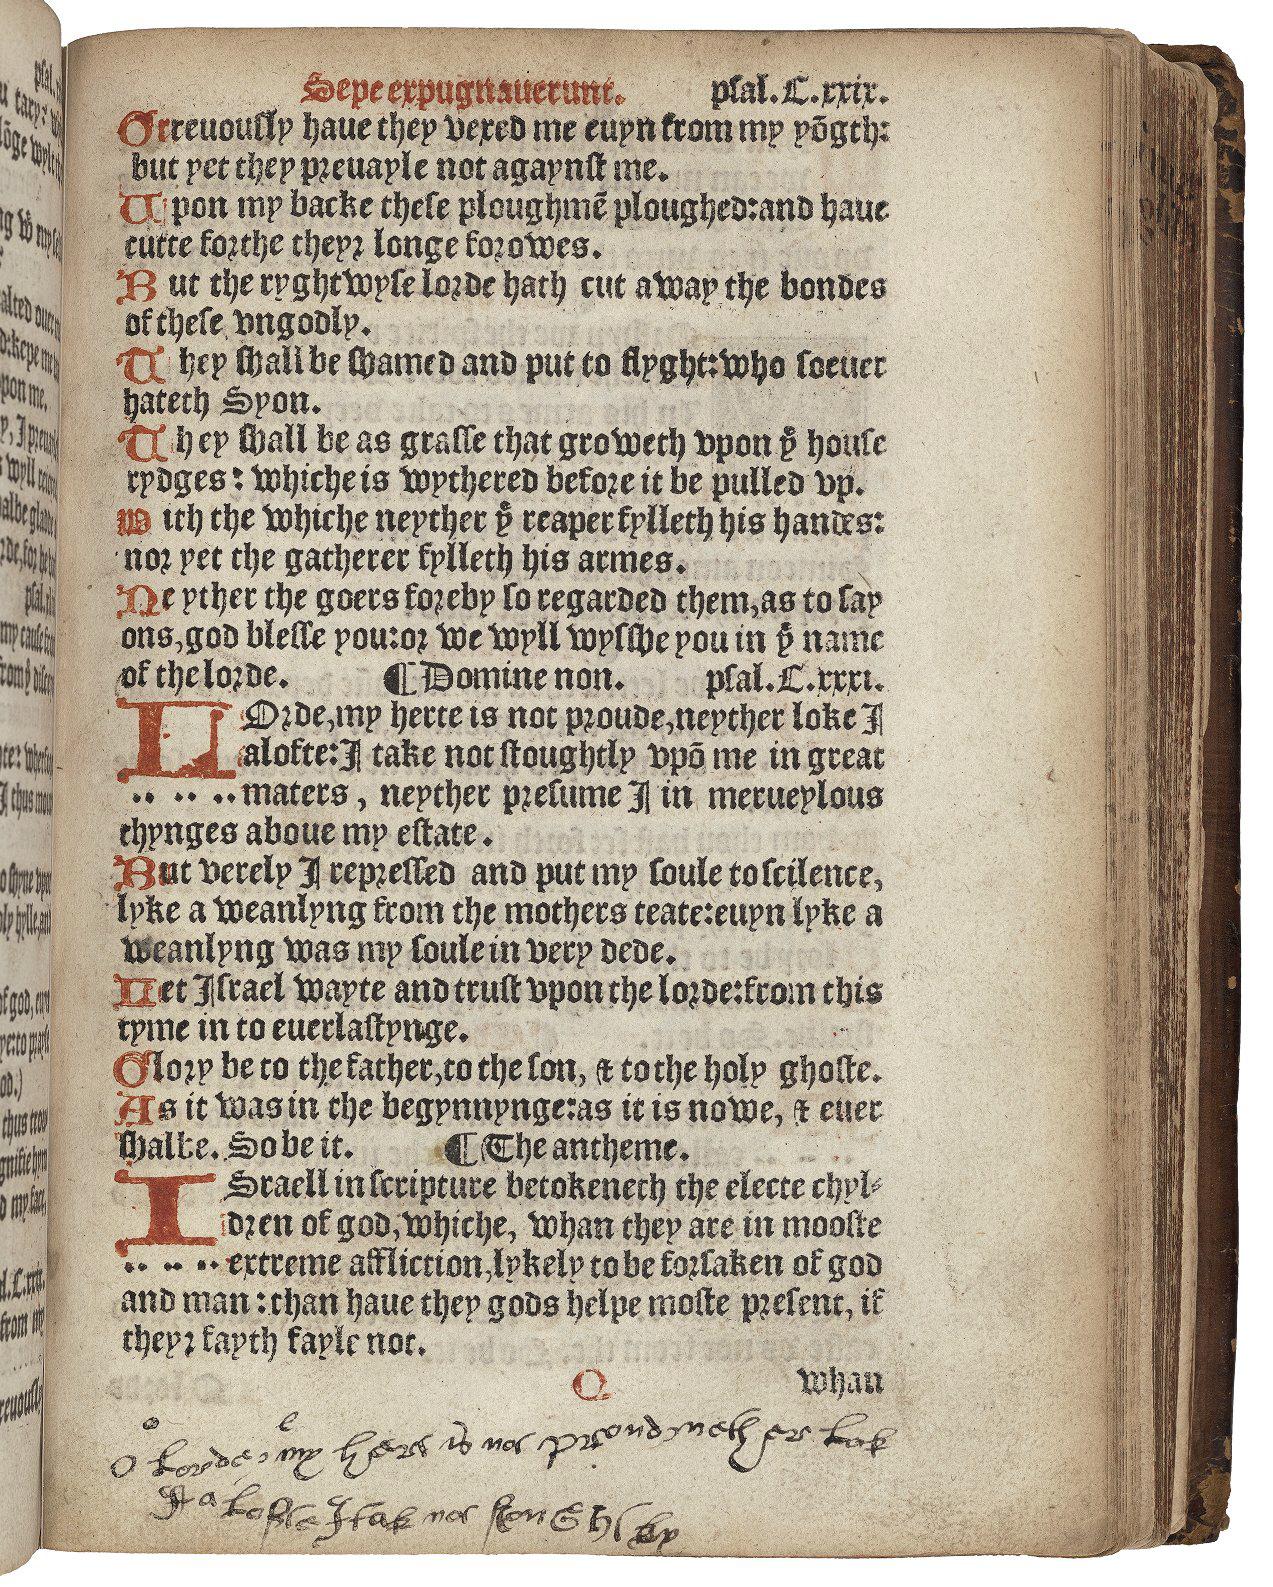 Sepe expugnauerunt. psal.C.xxix.
Grreuously haue they vexed me euyn from my yõgth:
but yet they preuayle not agaynst me.
Upon my backe these ploughmẽ ploughed:and haue
cutte forthe theyr longe forowes.
But the ryghtwyse lorde hath cut away the bondes
of these vngodly.
They shall be shamed and put to flyght:who soeuer
hateth Syon.
They shall be as grasse that groweth vpon yͤ house
rydges: whiche is wythered before it be pulled vp.
With the whiche neyther yͤ reaper fylleth his handes:
nor yet the gatherer fylleth his armes.
Neyther the goers foreby so regarded them,as to say
ons,god blesse you:or we wyll wysshe you in yͤ name
of the lorde. ¶ Domine non. psal.C.xxxi.
LOrde,my herte is not proude,neyther loke I
alofte:I take not stoughtly vpõ me in great
maters, neyther presume I in merueylous
thynges aboue my estate.
But verely I repressed and put my soule to scilence,
lyke a weanlyng from the mothers teate:euyn lyke a
weanlyng was my soule in very dede.
Let Israel wayte and trust vpon the lorde:from this
tyme in to euerlastynge.
Glory be to the father,to the son, & to the holy ghoste.
As it was in the begynnynge:as it is nowe, & euer
shalbe. So be it. ¶ The antheme.
ISraell in scripture betokeneth the electe chyl-
dren of god,whiche, whan they are in mooste
extreme affliction,lykely to be forsaken of god
and man:than haue they gods helpe moste present, if
theyr fayth fayle not.
Q whan
O lorde my hert is not proud nether lok
I a lofte I tak not stoughtly